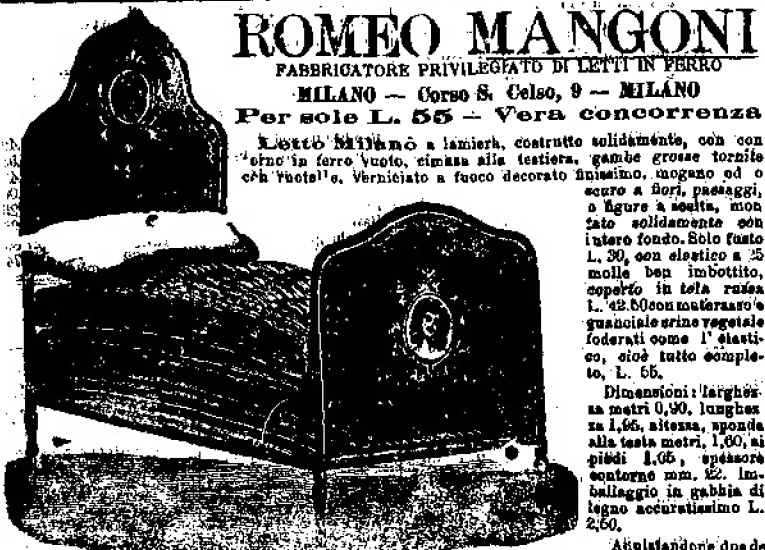 ROMEO MANGONI
FABBRICATORE PRIVILEGIATO DI LETTI IN FERRO
MILANO — Corso S. Celso, 9 — MILANO
Per sole L. 55 — Vera concorrenza
Letto Milano a lamiera, costrutto solidamente, con con
torno in ferro vuoto, cimasa alla testiera, gambe grosse tornite
con rotelle. Verniciato a fuoco decorato finissimo, mogano od o
scuro a fiori, paesaggi,
o figure a scelta, mon
tato solidamente con
intero fondo. Solo fusto
L. 30, con elastico a 25
molle ben imbottito,
coperto in tela russa
L. 42.50 con materasso e
guanciale crine vegetale
foderati come l'elasti-
co, cioè tutto comple-
to, L. 55.
Dimensioni: larghez
za metri 0,90, lunghez
za 1,95, altezza, sponda
alla testa metri, 1,60, ai
piedi 1,05, spessore
contorno mm. 22. Im-
ballaggio in gabbia di
legno accuratissimo L.
2,50.
Acquistandone due